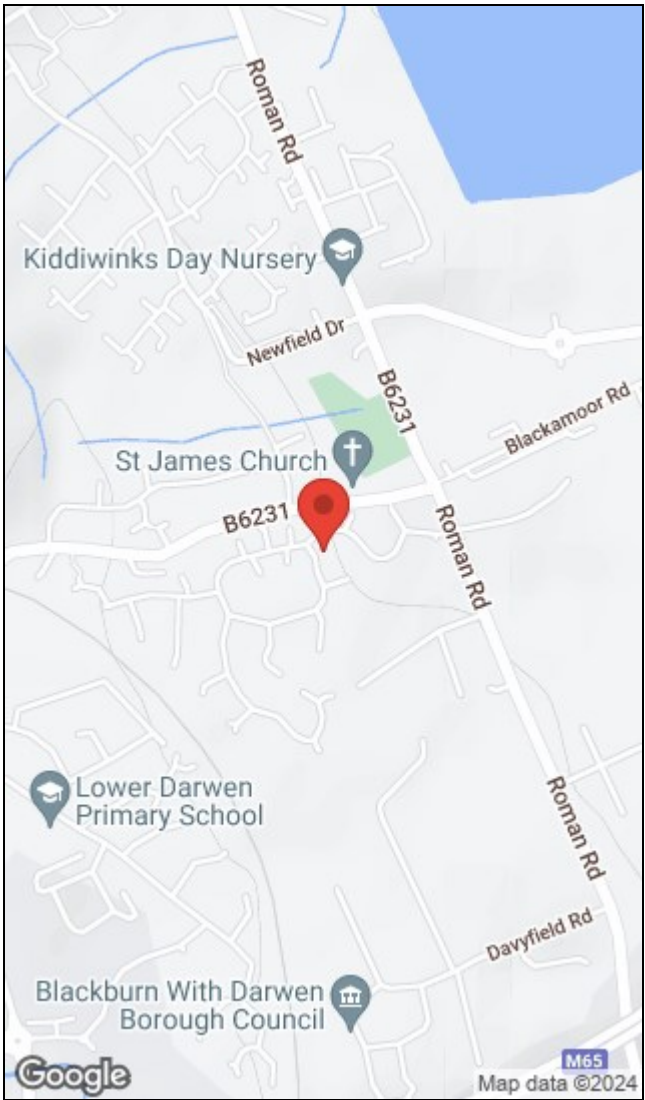 Roman Rd
Kiddiwinks Day Nursery
Newfield Dr
B6231
Blackamoor Rd
St James Church
B6231
Roman Rd
Lower Darwen
Primary School
Roman Rd
Davyfield Rd
Blackburn With Darwen
Borough Council
M65
Google
Map data ©2024